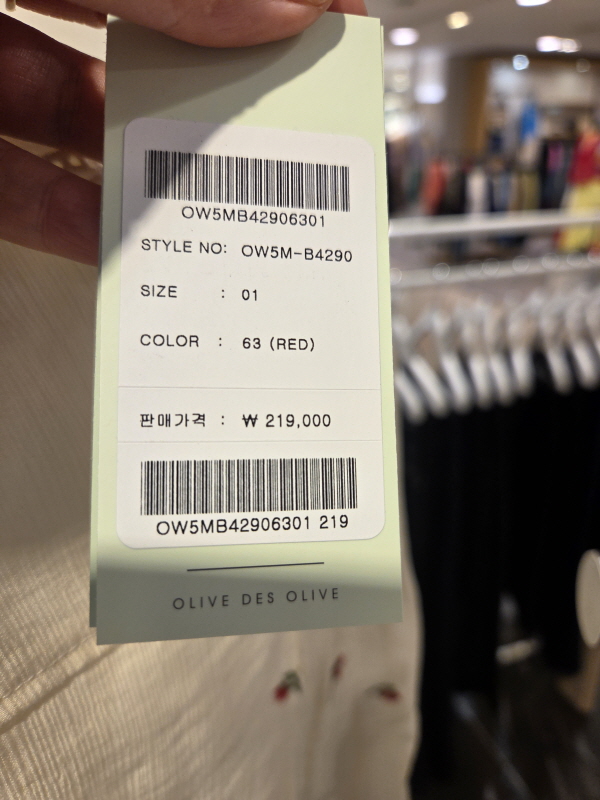 OW5MB42906301
STYLE NO: OW5M-B4290
SIZE : 01
COLOR : 63 (RED)
판매가격 : ₩ 219,000
OW5MB42906301 219
OLIVE DES OLIVE